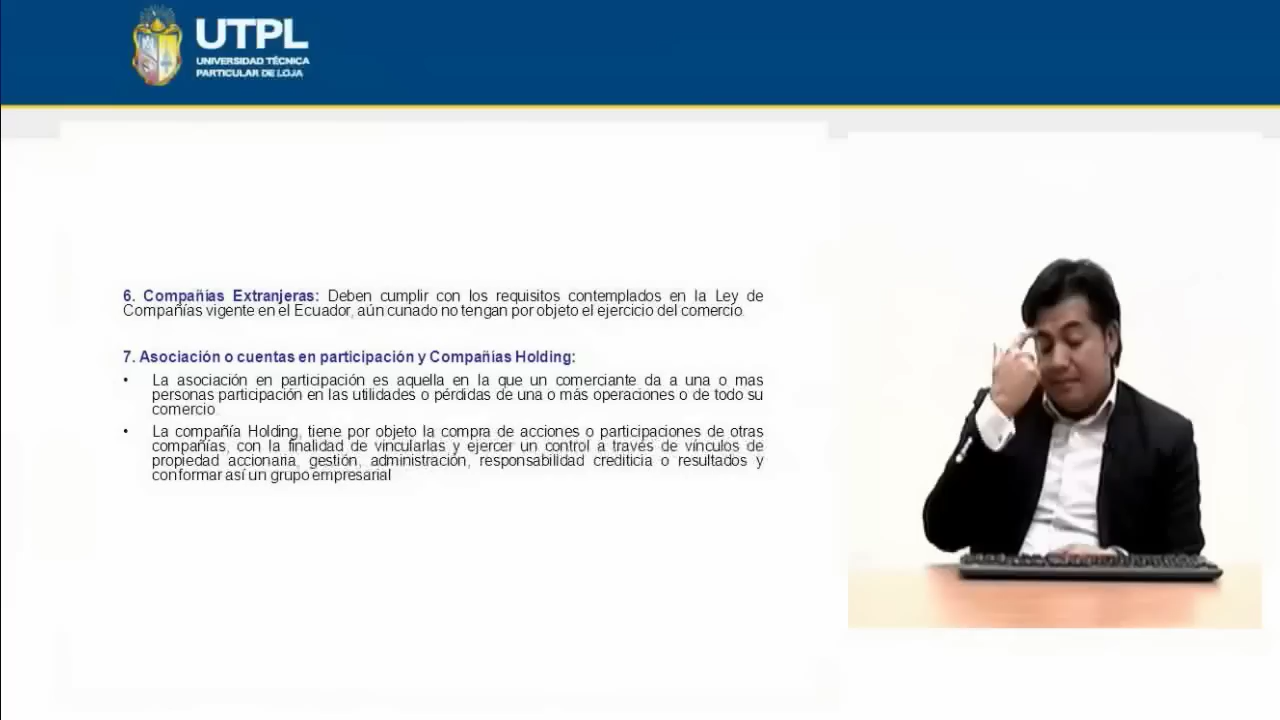 UTPL
UNIVERSIDAD TÉCNICA
PARTICULAR DE LOJA
6. Compañías Extranjeras: Deben cumplir con los requisitos contemplados en la Ley de
Compañías vigente en el Ecuador, aún cunado no tengan por objeto el ejercicio del comercio.
7. Asociación o cuentas en participación y Compañías Holding:
• La asociación en participación es aquella en la que un comerciante da a una o mas
personas participación en las utilidades o pérdidas de una o más operaciones o de todo su
comercio.
• La compañía Holding, tiene por objeto la compra de acciones o participaciones de otras
compañías, con la finalidad de vincularlas y ejercer un control a través de vínculos de
propiedad accionaria, gestión, administración, responsabilidad crediticia o resultados y
conformar así un grupo empresarial